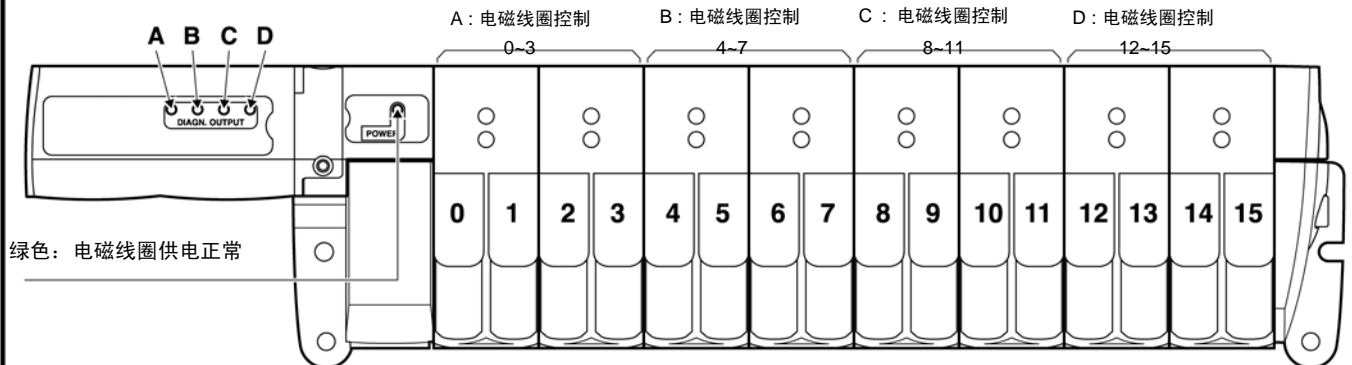 A : 电磁线圈控制 B : 电磁线圈控制 C : 电磁线圈控制 D : 电磁线圈控制
0~3 4~7 8~11 12~15
A B C D
DIAGN. OUTPUT
POWER
0 1 2 3 4 5 6 7 8 9 10 11 12 13 14 15
绿色：电磁线圈供电正常